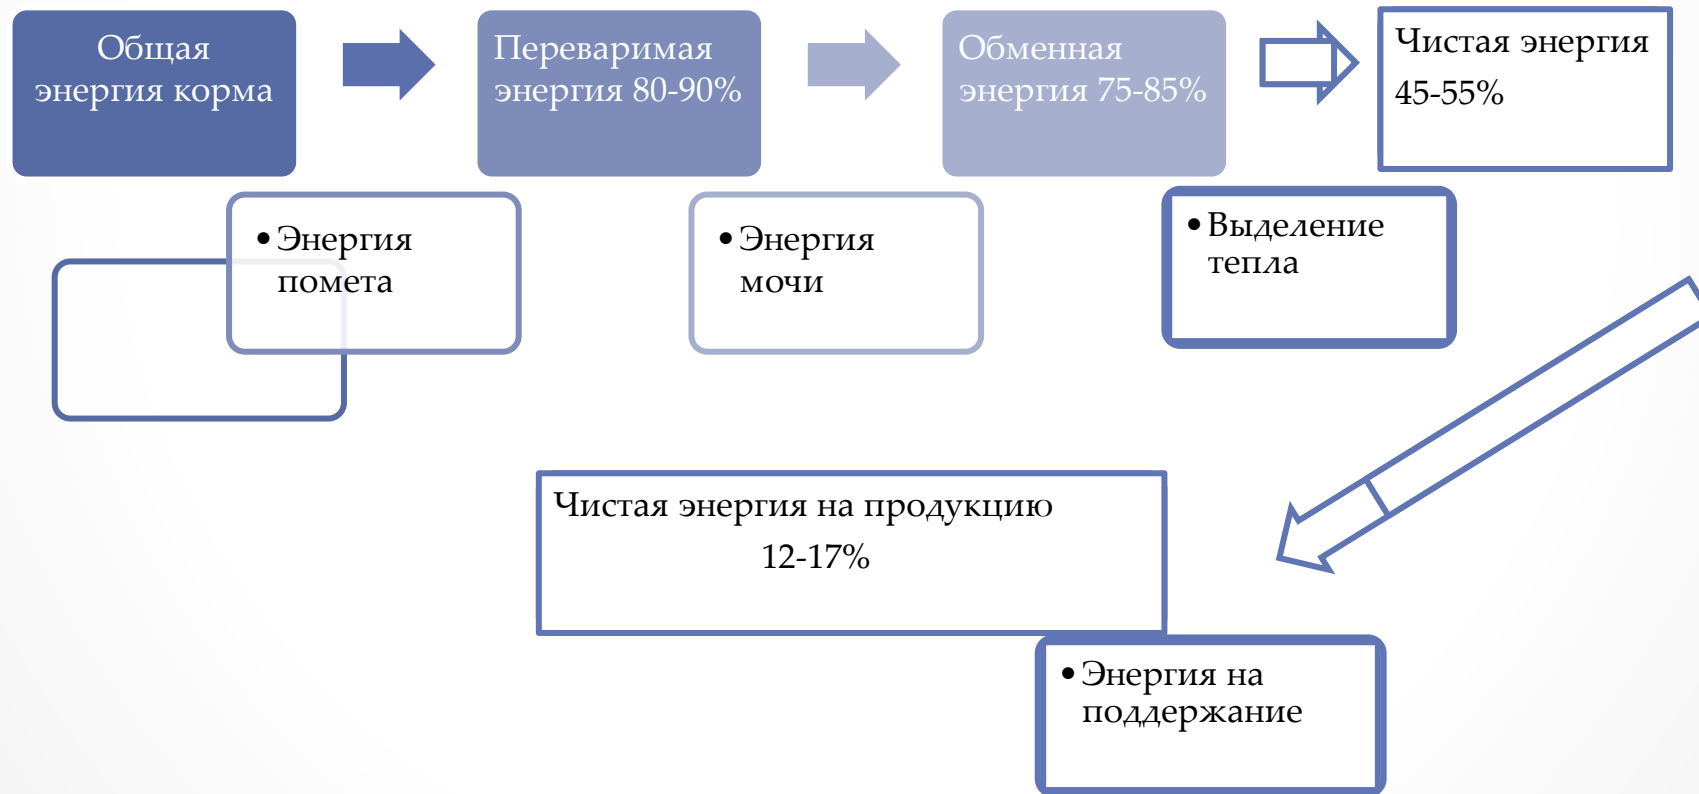 Общая
энергия корма
Переваримая
энергия 80-90%
Обменная
энергия 75-85%
Чистая энергия
45-55%
•Энергия
помета
•Энергия
мочи
•Выделение
тепла
Чистая энергия на продукцию
12-17%
•Энергия на
поддержание